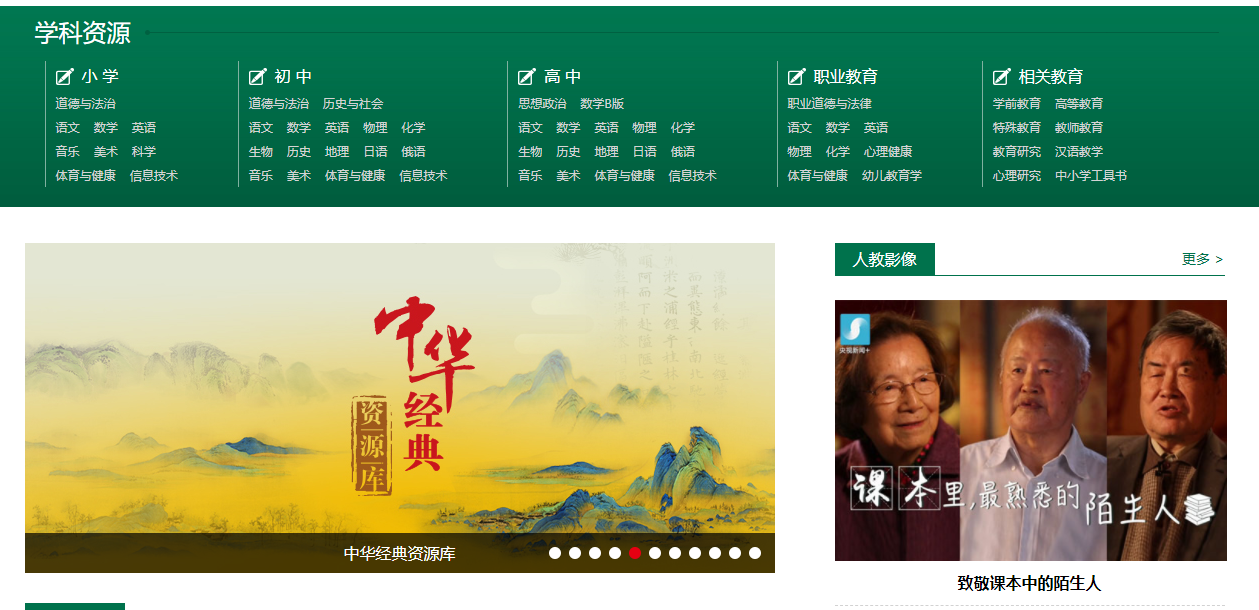 学科资源
小 学
道德与法治
语文 数学 英语
音乐 美术 科学
体育与健康 信息技术
初 中
道德与法治 历史与社会
语文 数学 英语 物理 化学
生物 历史 地理 日语 俄语
音乐 美术 体育与健康 信息技术
高 中
思想政治 数学B版
语文 数学 英语 物理 化学
生物 历史 地理 日语 俄语
音乐 美术 体育与健康 信息技术
职业教育
职业道德与法律
语文 数学 英语
物理 化学 心理健康
体育与健康 幼儿教育学
相关教育
学前教育 高等教育
特殊教育 教师教育
教育研究 汉语教学
心理研究 中小学工具书
中华
经典
资源库
中华经典资源库
人教影像
更多 >
央视新闻+
课本里,最熟悉的陌生人
致敬课本中的陌生人